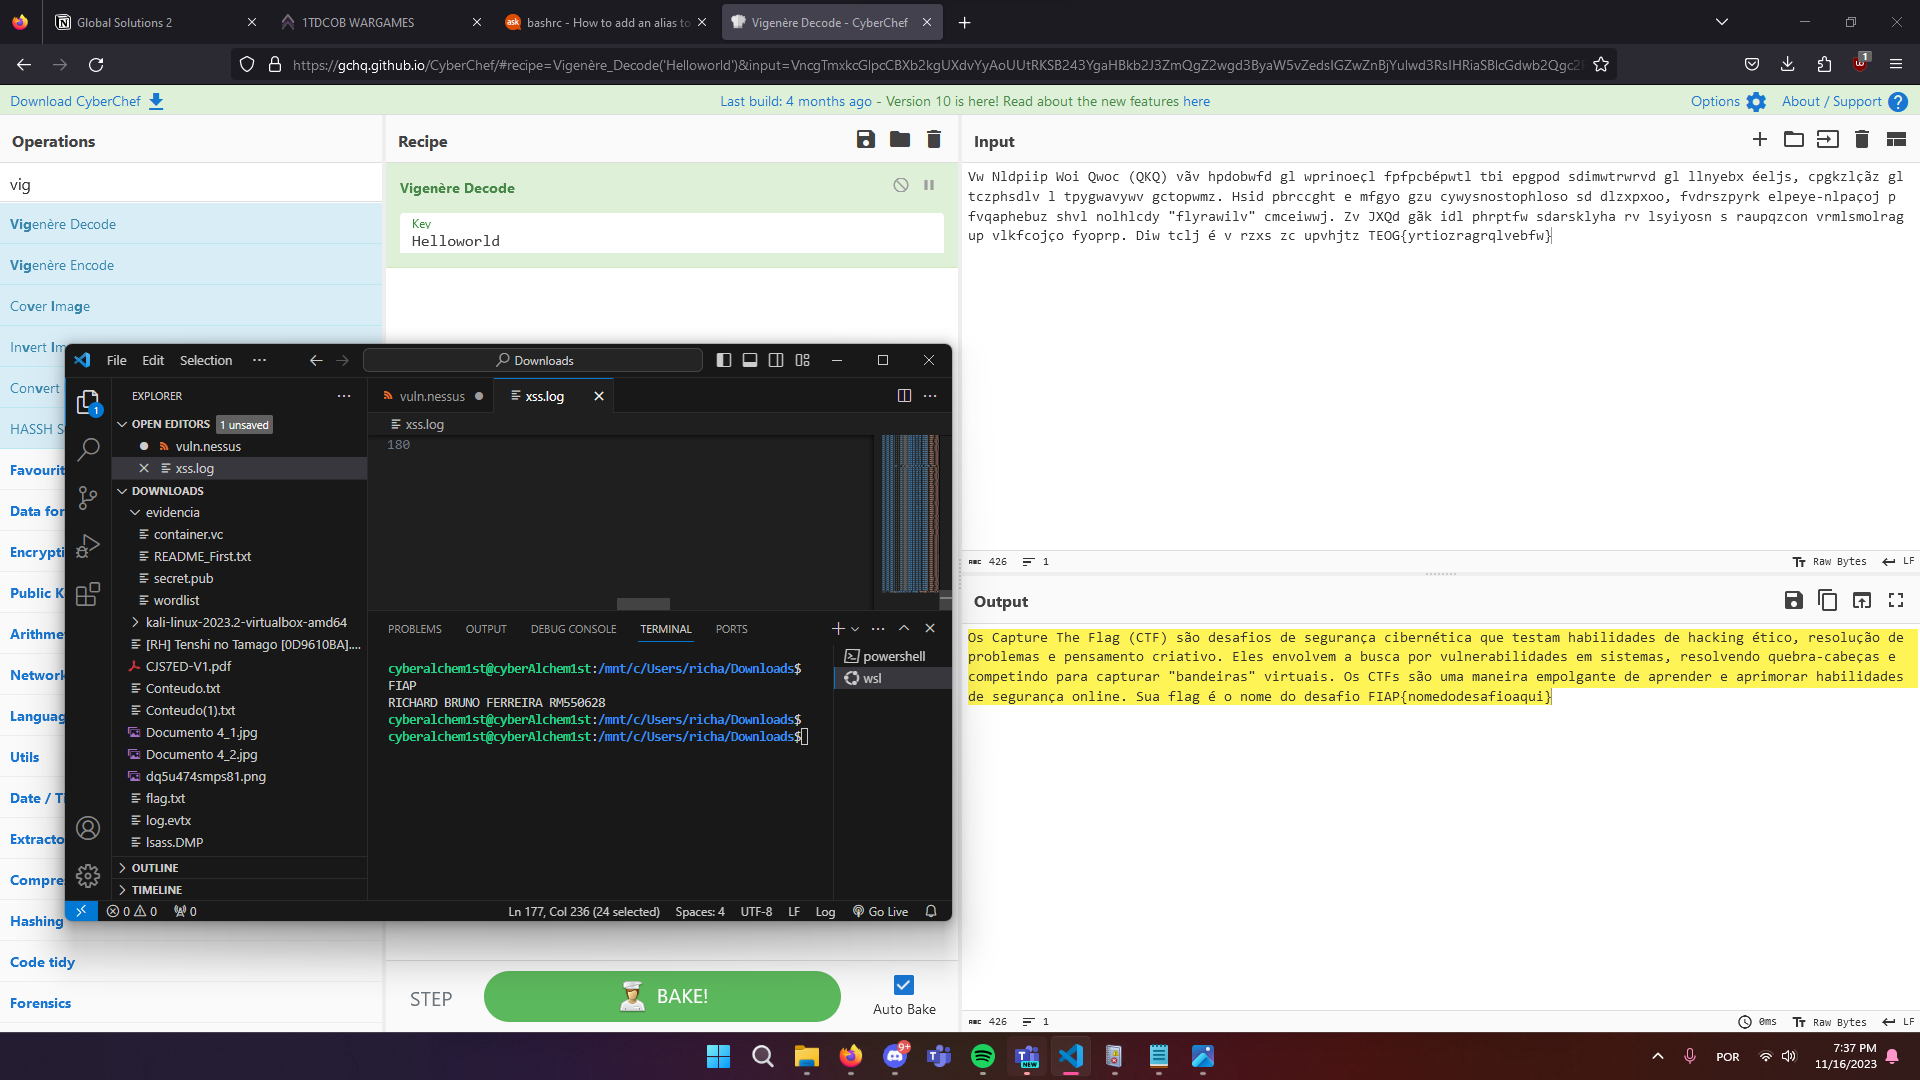 Global Solutions 2
1TDCOB WARGAMES
bashrc - How to add an alias to
Vigenère Decode - CyberChef
https://gchq.github.io/CyberChef/#recipe=Vigenère_Decode('Helloworld')&input=
1
Download CyberChef
Last build: 4 months ago - Version 10 is here! Read about the new features here
Options
About / Support
Operations
vig
Vigenère Decode
Vigenère Encode
Cover Image
Invert Im
Convert
HASSH S
Favourit
Data for
Encrypti
Public K
Arithme
Network
Languag
Utils
Date / Ti
Extracto
Compre
Hashing
Code tidy
Forensics
Recipe
Vigenère Decode
Key
Helloworld
STEP
BAKE!
Auto Bake
Input
Vw Nldpiip Woi Qwoc (QKQ) vãv hpdobwfd gl wprinoeçl fpfpcbépwtl tbi epgpod sdimwtrwrvd gl llnyebx éeljs, cpgkzlçãz gl
tczphsdlv l tpygwavywv gctopwmz. Hsid pbrccght e mfgyo gzu cywysnostophloso sd dlzxpxoo, fvdrszpyrk elpeye-nlpaçoj p
fvqaphebuz shvl nolhlcdy "flyrawilv" cmceiwwj. Zv JXQd gãk idl phrptfw sdarsklyha rv lsyiyosn s raupqzcon vrmlsmolrag
up vlkfcojço fyoprp. Diw tclj é v rzxs zc upvhjtz TEOG{yrtiozragrqlvebfw}
426
1
Raw Bytes
LF
Output
Os Capture The Flag (CTF) são desafios de segurança cibernética que testam habilidades de hacking ético, resolução de
problemas e pensamento criativo. Eles envolvem a busca por vulnerabilidades em sistemas, resolvendo quebra-cabeças e
competindo para capturar "bandeiras" virtuais. Os CTFs são uma maneira empolgante de aprender e aprimorar habilidades
de segurança online. Sua flag é o nome do desafio FIAP{nomedodesafioaqui}
426
1
0ms
Raw Bytes
LF
File Edit Selection ...
Downloads
EXPLORER
OPEN EDITORS 1 unsaved
vuln.nessus
xss.log
DOWNLOADS
evidencia
container.vc
README_First.txt
secret.pub
wordlist
kali-linux-2023.2-virtualbox-amd64
[RH] Tenshi no Tamago [0D9610BA]....
CJS7ED-V1.pdf
Conteudo.txt
Conteudo(1).txt
Documento 4_1.jpg
Documento 4_2.jpg
dq5u474smps81.png
flag.txt
log.evtx
lsass.DMP
OUTLINE
TIMELINE
1
vuln.nessus
xss.log
xss.log
180
PROBLEMS OUTPUT DEBUG CONSOLE TERMINAL PORTS
cyberalchem1st@cyberAlchem1st:/mnt/c/Users/richa/Downloads$
FIAP
RICHARD BRUNO FERREIRA RM550628
cyberalchem1st@cyberAlchem1st:/mnt/c/Users/richa/Downloads$
cyberalchem1st@cyberAlchem1st:/mnt/c/Users/richa/Downloads$
powershell
wsl
0 0 0
Ln 177, Col 236 (24 selected) Spaces: 4 UTF-8 LF Log Go Live
9+
NEW
POR
7:37 PM
11/16/2023